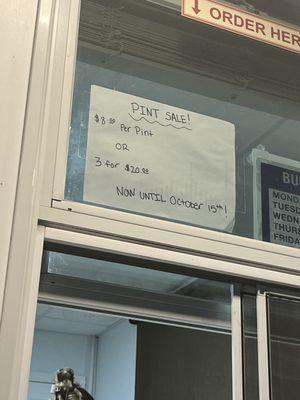 ↓ ORDER HER
PINT SALE!
$8.00 Per Pint
OR
3 for $20.00
NOW UNTIL October 15th!
BU
MOND
TUESD
WEDN
THURS
FRIDA